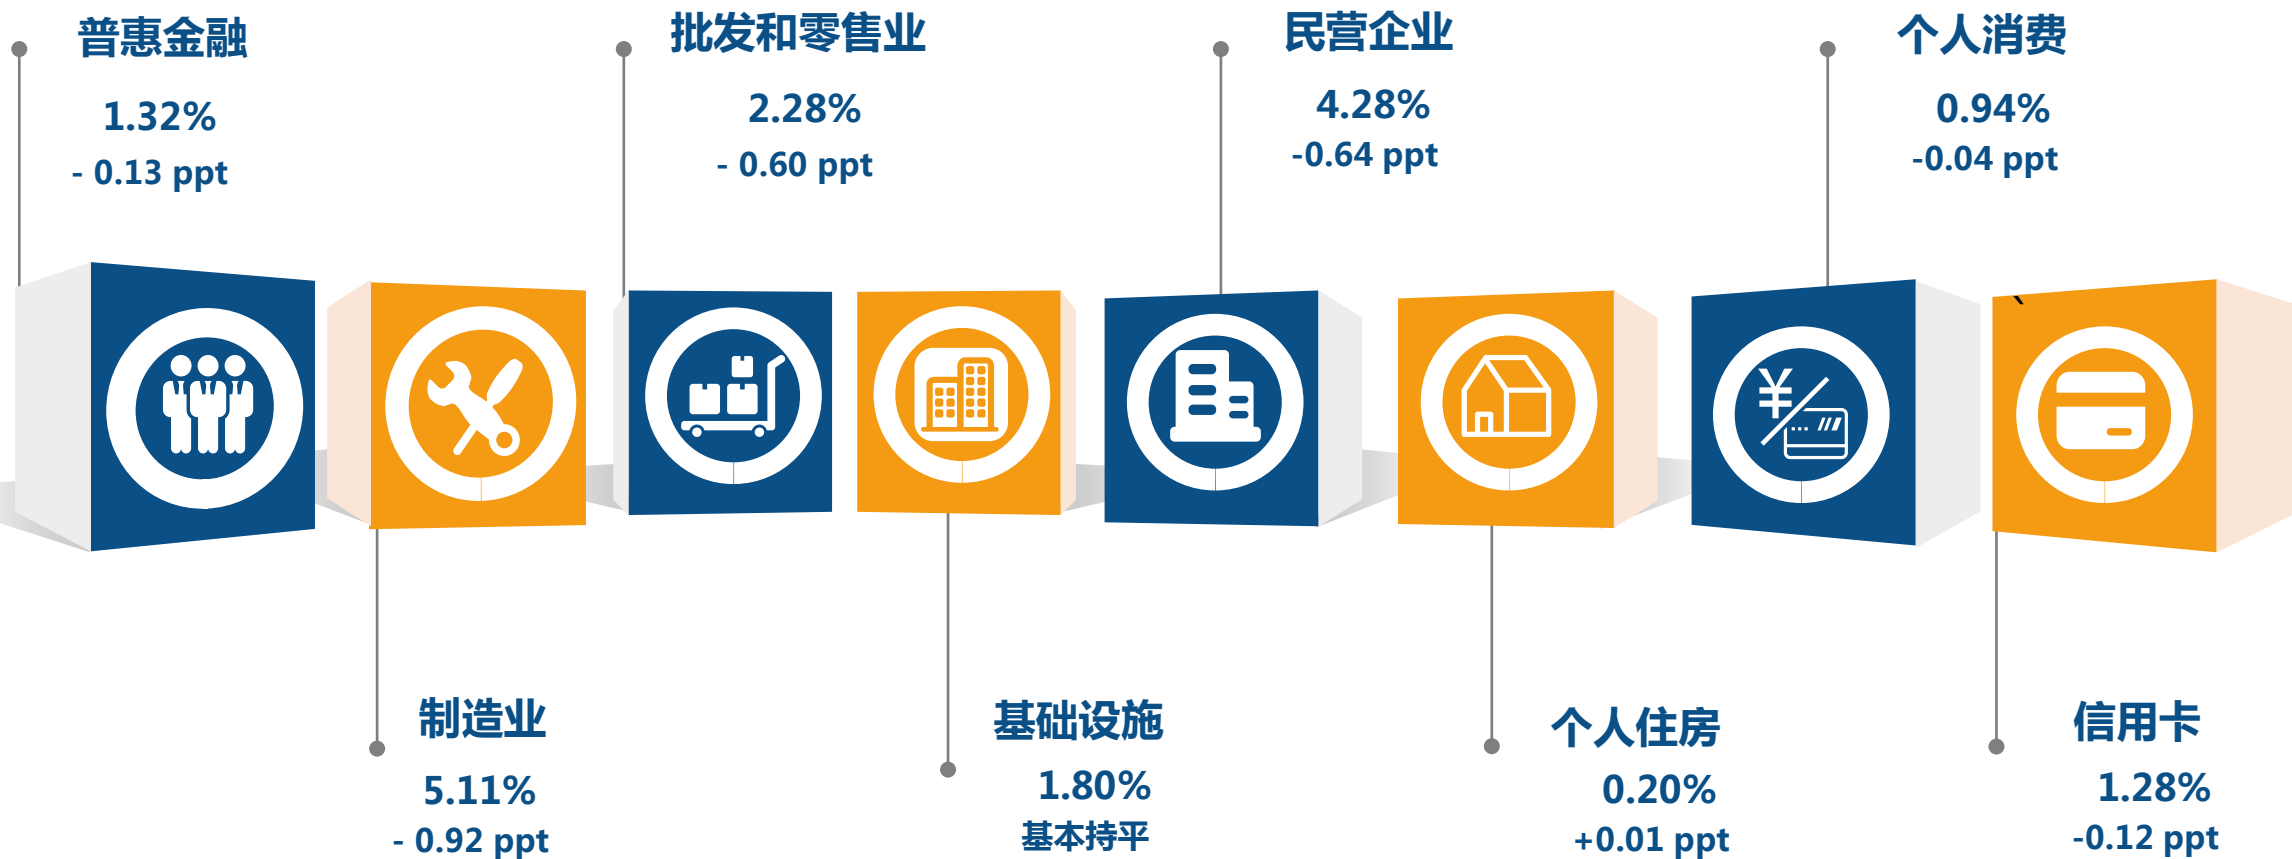 普惠金融
1.32%
- 0.13 ppt
批发和零售业
2.28%
- 0.60 ppt
民营企业
4.28%
-0.64 ppt
个人消费
0.94%
-0.04 ppt
制造业
5.11%
- 0.92 ppt
基础设施
1.80%
基本持平
个人住房
0.20%
+0.01 ppt
信用卡
1.28%
-0.12 ppt